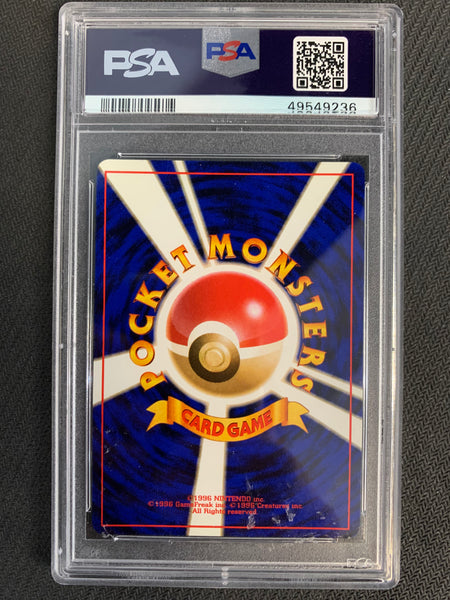 PSA
PSA
49549236
POCKET MONSTERS
CARD GAME
©1996 NINTENDO inc.
©1996 GameFreak inc. ©1996 Creatures inc.
All Rights reserved.